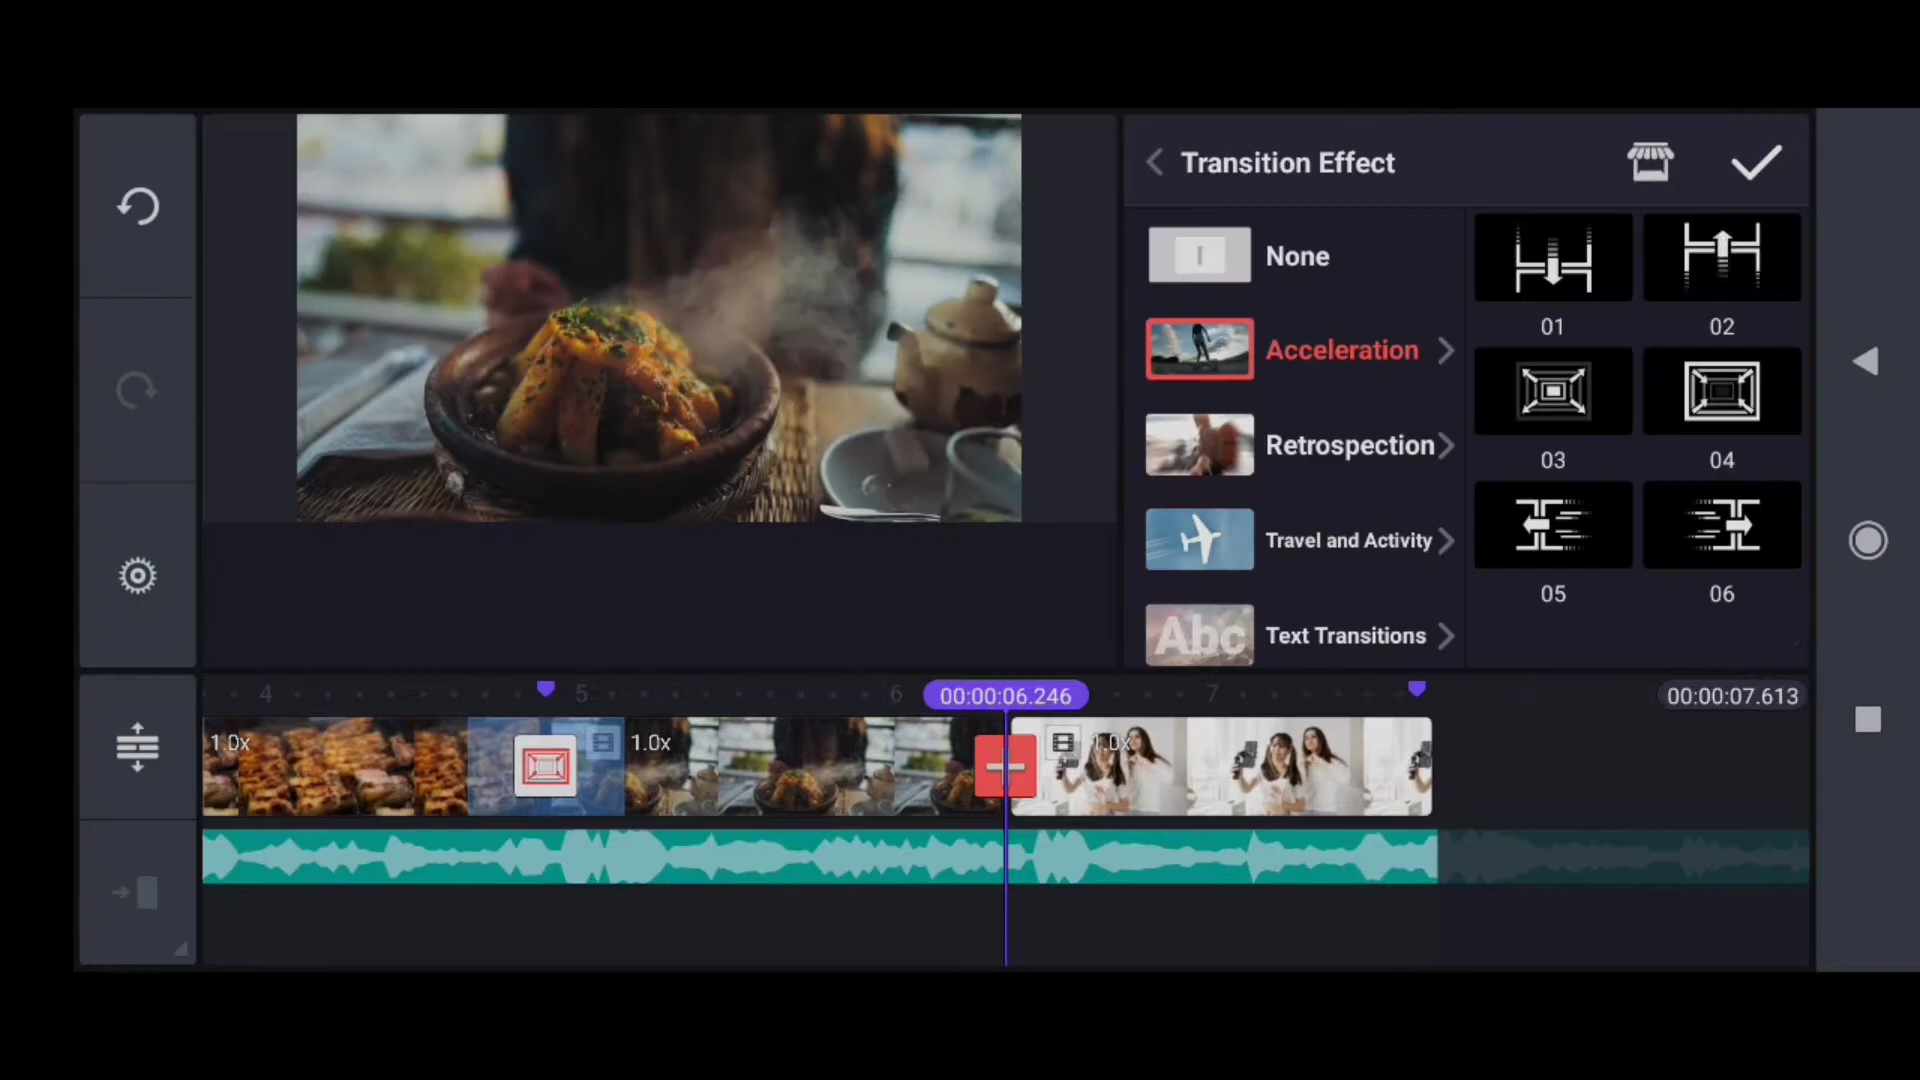 Transition Effect
None
Acceleration
Retrospection
Travel and Activity
Abc
Text Transitions
01
02
03
04
05
06
4
5
6
00:00:06.246
7
00:00:07.613
1.0x
1.0x
1.0x